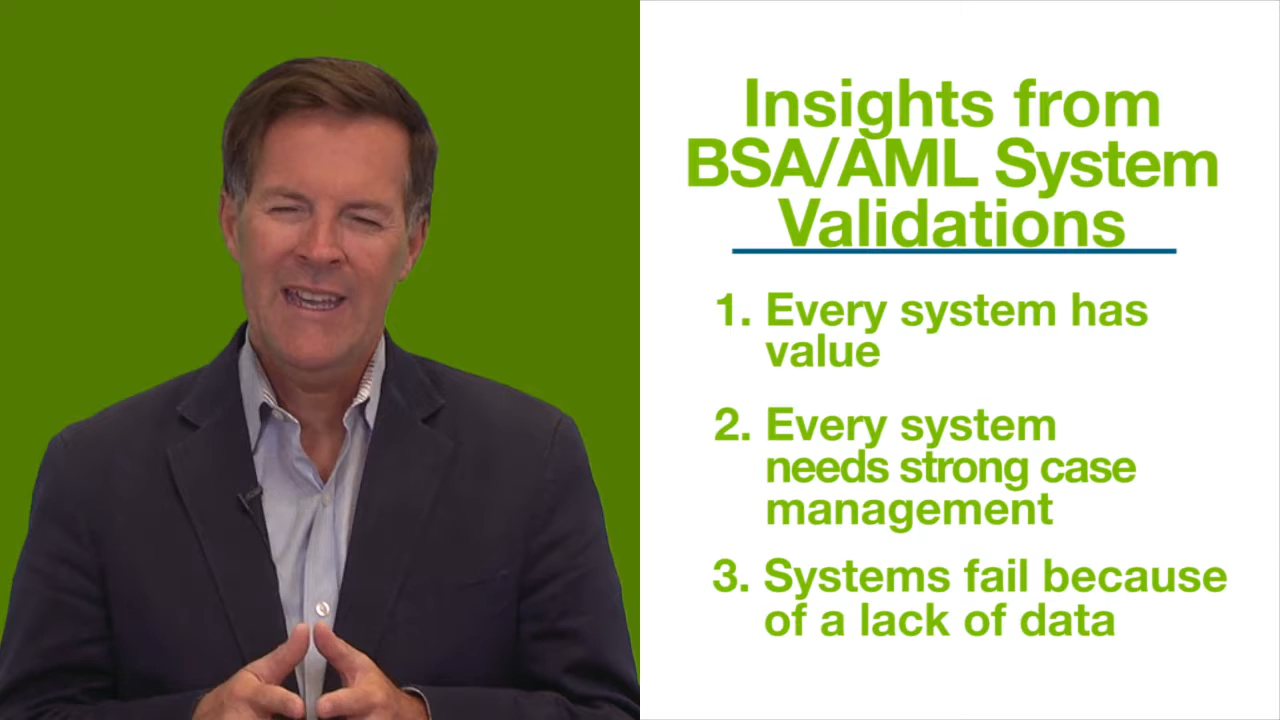 Insights from
BSA/AML System
Validations
1. Every system has
value
2. Every system
needs strong case
management
3. Systems fail because
of a lack of data